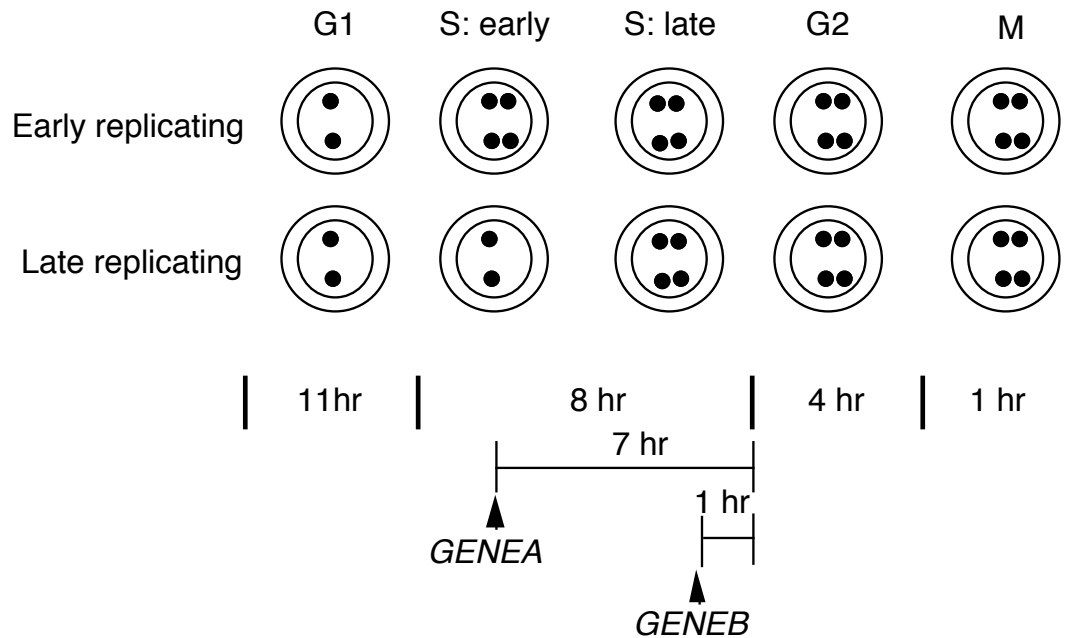 G1 S: early S: late G2 M
Early replicating
Late replicating
11hr 8 hr 4 hr 1 hr
7 hr
1 hr
GENEA
GENEB